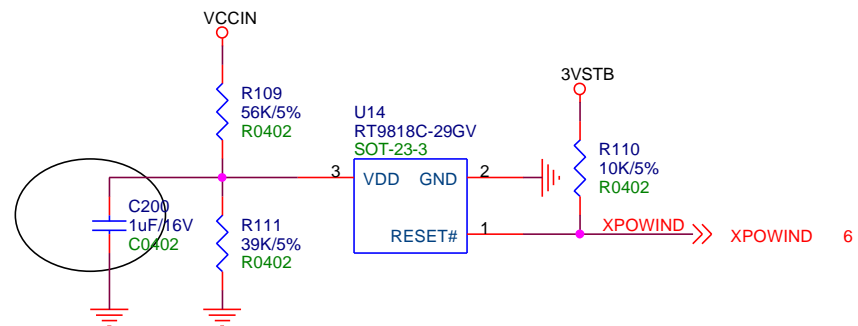 VCCIN
3VSTB
R109
56K/5%
R0402
U14
RT9818C-29GV
SOT-23-3
R110
10K/5%
R0402
3
VDD
GND
2
C200
1uF/16V
C0402
R111
39K/5%
R0402
RESET#
1
XPOWIND
XPOWIND 6